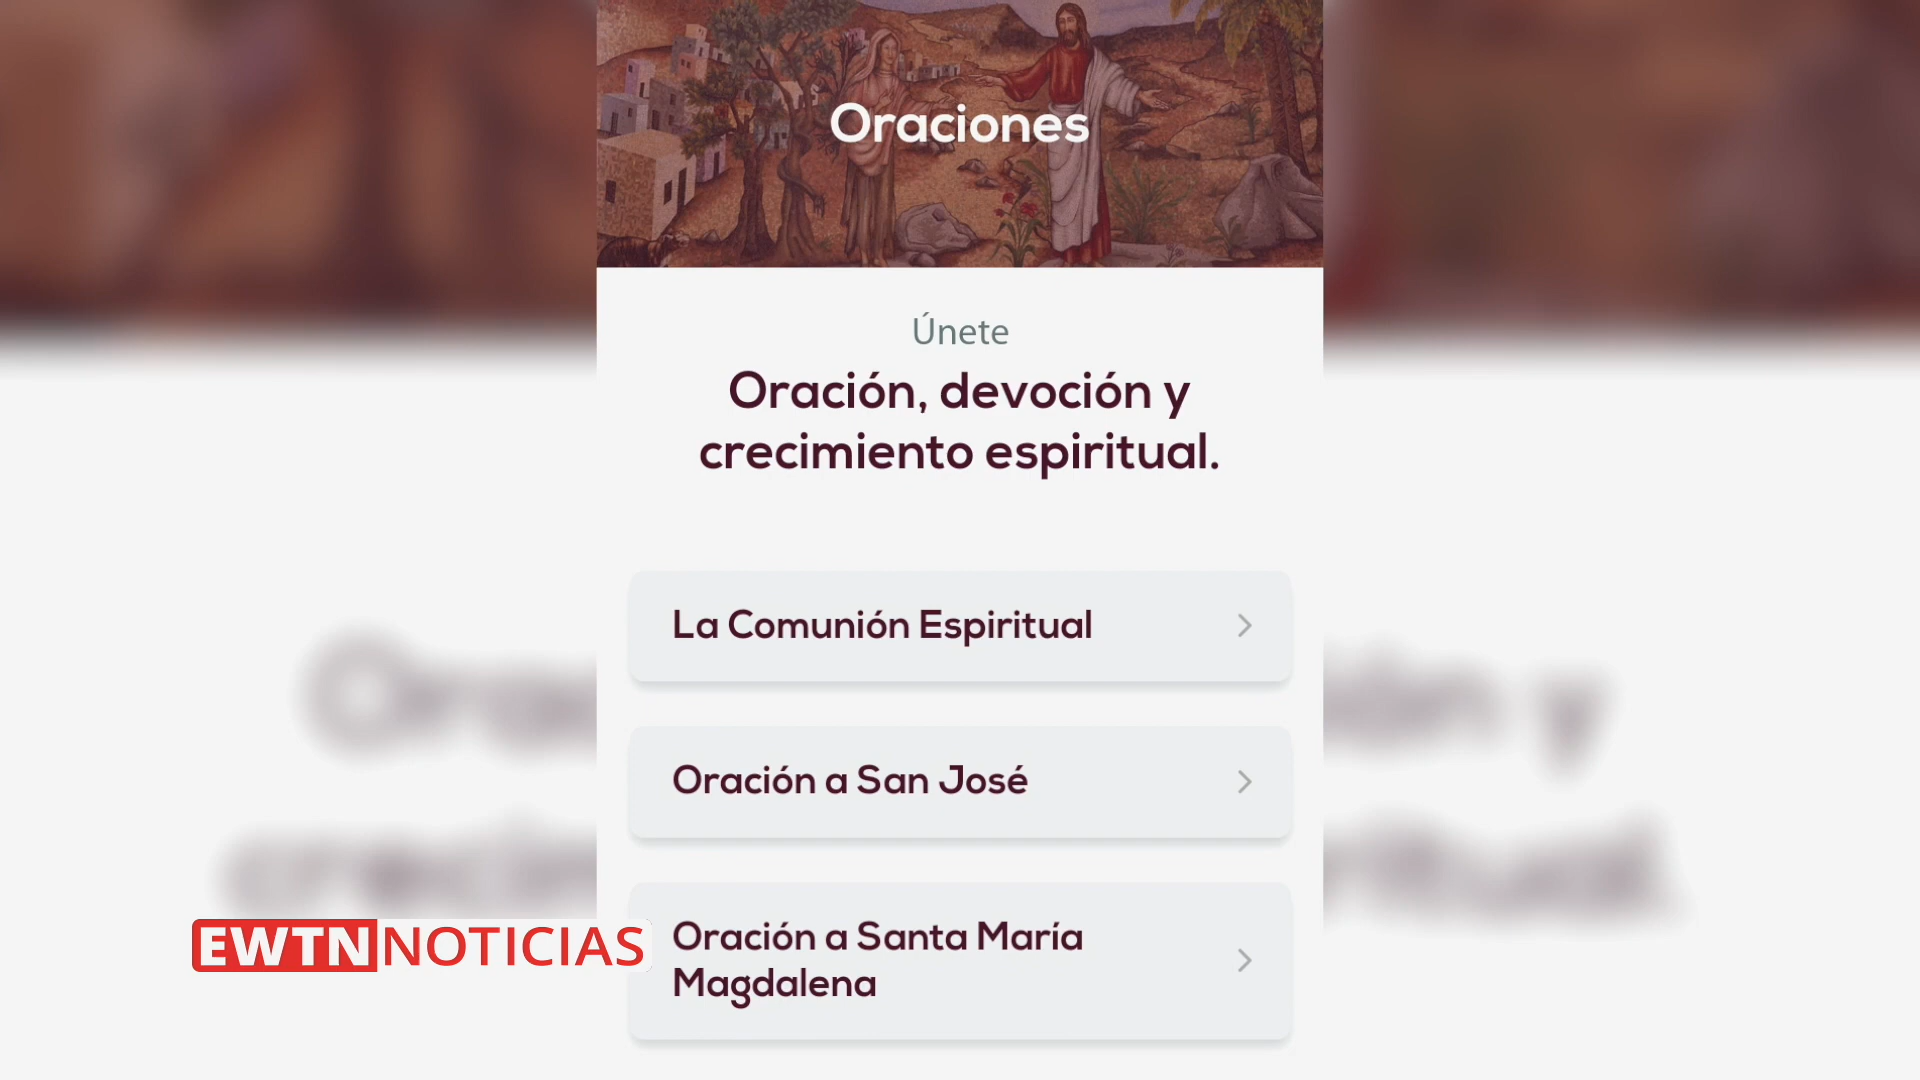 Oraciones
Únete
Oración, devoción y
crecimiento espiritual.
La Comunión Espiritual
Oración a San José
Oración a Santa María
Magdalena
EWTN NOTICIAS